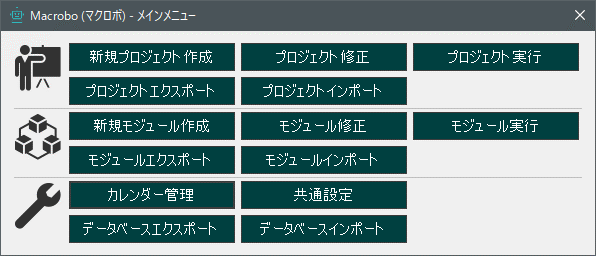 Macrobo (マクロボ) - メインメニュー
新規プロジェクト作成 プロジェクト修正 プロジェクト実行
プロジェクトエクスポート プロジェクトインポート
新規モジュール作成 モジュール修正 モジュール実行
モジュールエクスポート モジュールインポート
カレンダー管理 共通設定
データベースエクスポート データベースインポート